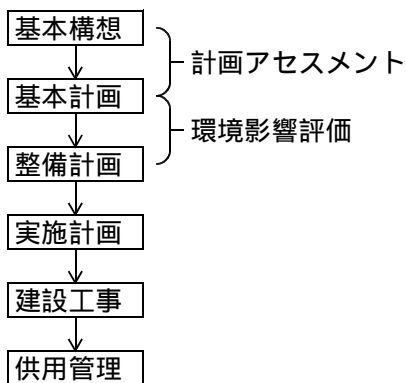 基本構想
計画アセスメント
基本計画
環境影響評価
整備計画
実施計画
建設工事
供用管理